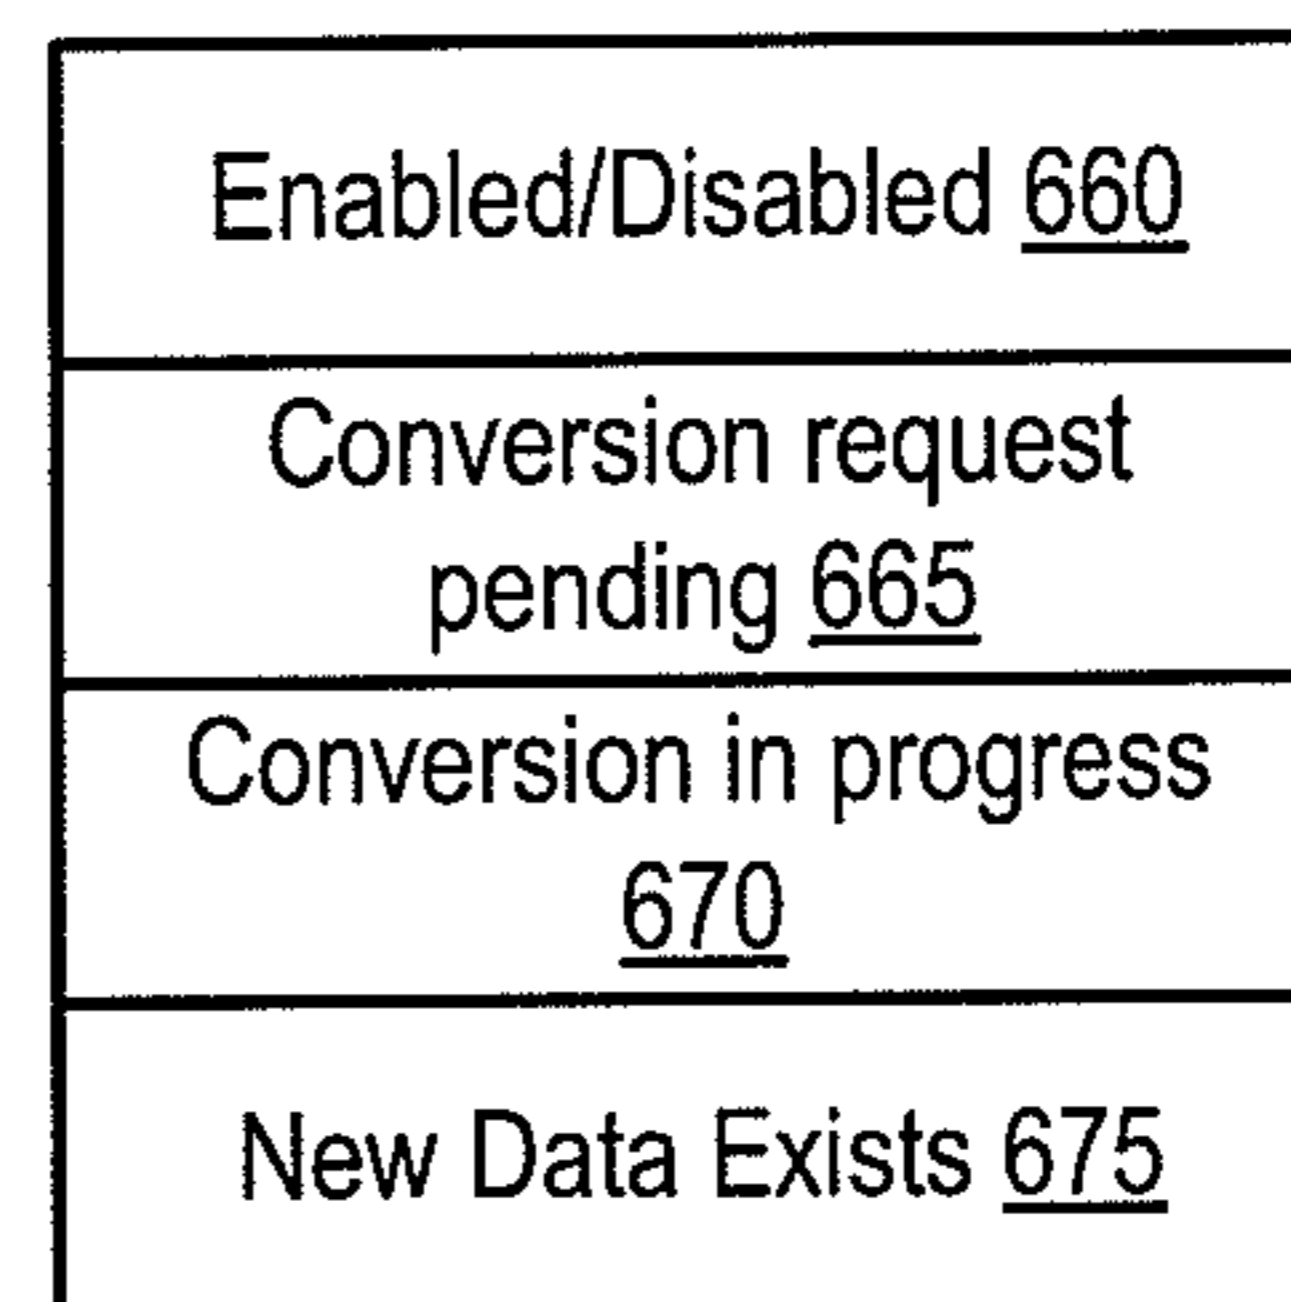 Enabled/Disabled 660
Conversion request
pending 665
Conversion in progress
670
New Data Exists 675